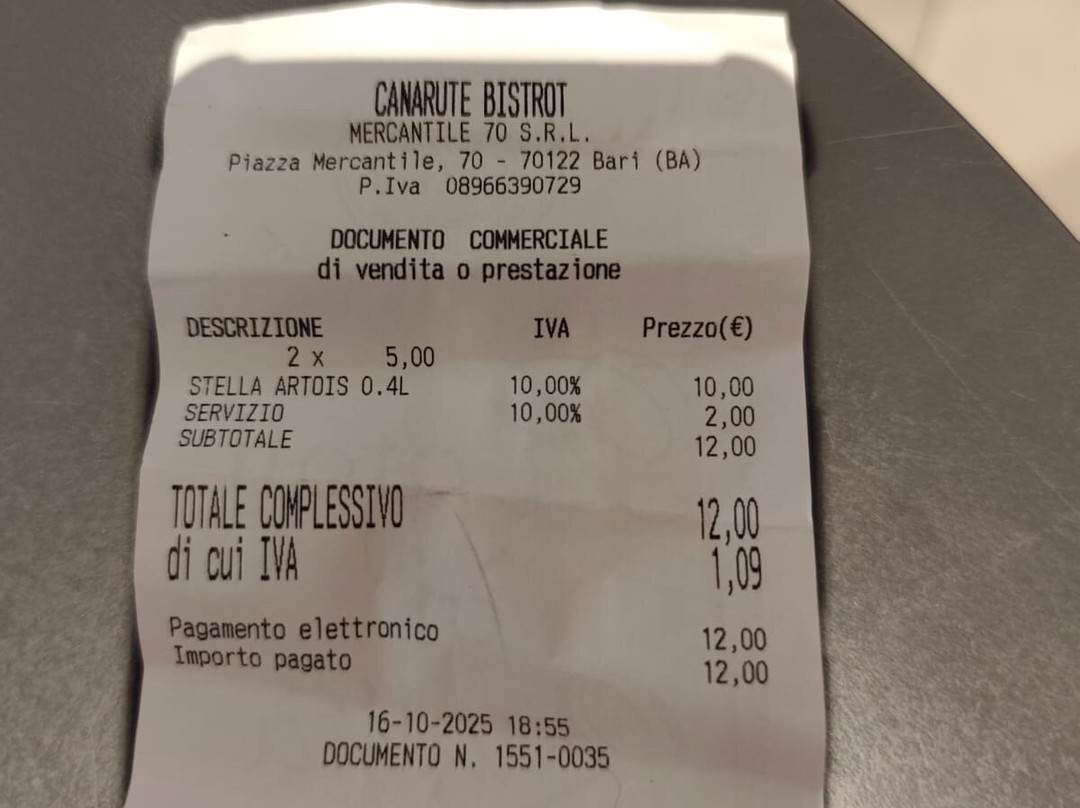 CANARUTE BISTROT
MERCANTILE 70 S.R.L.
Piazza Mercantile, 70 - 70122 Bari (BA)
P.Iva 08966390729
DOCUMENTO COMMERCIALE
di vendita o prestazione
DESCRIZIONE IVA Prezzo(€)
2 x 5,00
STELLA ARTOIS 0.4L 10,00% 10,00
SERVIZIO 10,00% 2,00
SUBTOTALE 12,00
TOTALE COMPLESSIVO 12,00
di cui IVA 1,09
Pagamento elettronico 12,00
Importo pagato 12,00
16-10-2025 18:55
DOCUMENTO N. 1551-0035